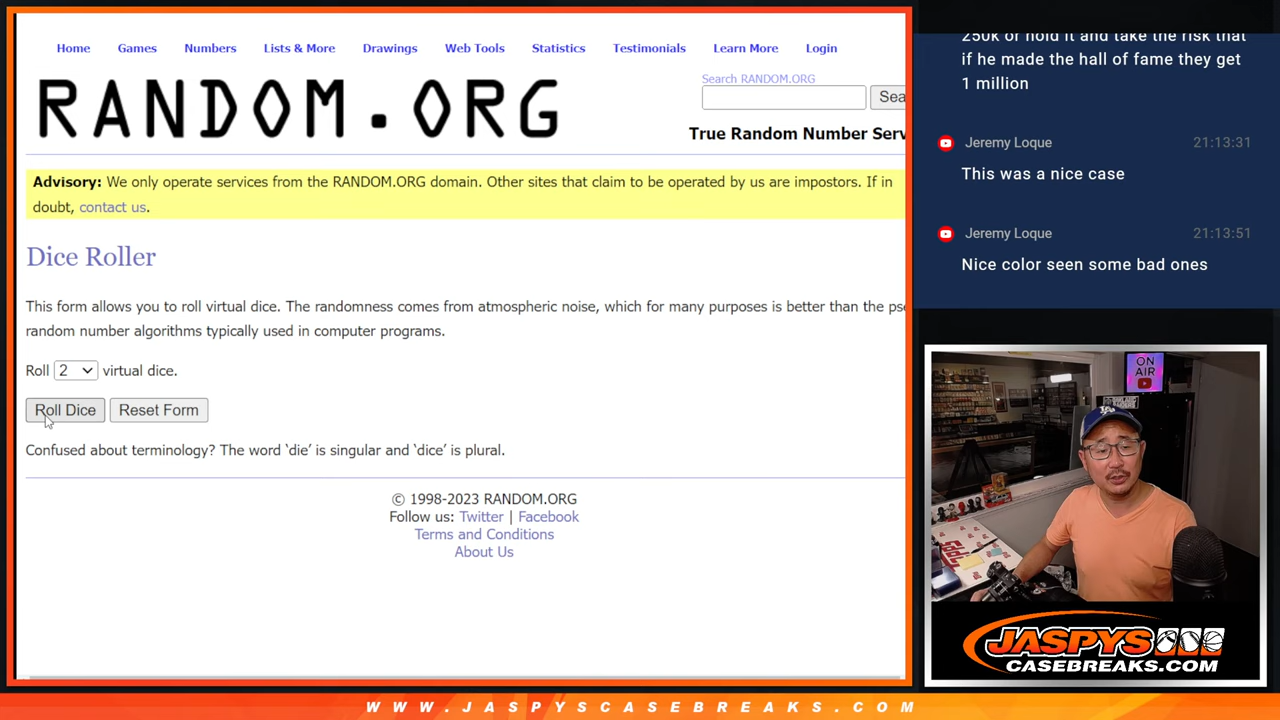 Home Games Numbers Lists & More Drawings Web Tools Statistics Testimonials Learn More Login
RANDOM.ORG
Search RANDOM.ORG
Sea
True Random Number Serv
Advisory: We only operate services from the RANDOM.ORG domain. Other sites that claim to be operated by us are impostors. If in
doubt, contact us.
Dice Roller
This form allows you to roll virtual dice. The randomness comes from atmospheric noise, which for many purposes is better than the pse
random number algorithms typically used in computer programs.
Roll 2 virtual dice.
Roll Dice Reset Form
Confused about terminology? The word ‘die’ is singular and ‘dice’ is plural.
© 1998-2023 RANDOM.ORG
Follow us: Twitter | Facebook
Terms and Conditions
About Us
250k or hold it and take the risk that
if he made the hall of fame they get
1 million
Jeremy Loque 21:13:31
This was a nice case
Jeremy Loque 21:13:51
Nice color seen some bad ones
ON
AIR
JASPYS
CASEBREAKS.COM
WWW.JASPYSCASEBREAKS.COM